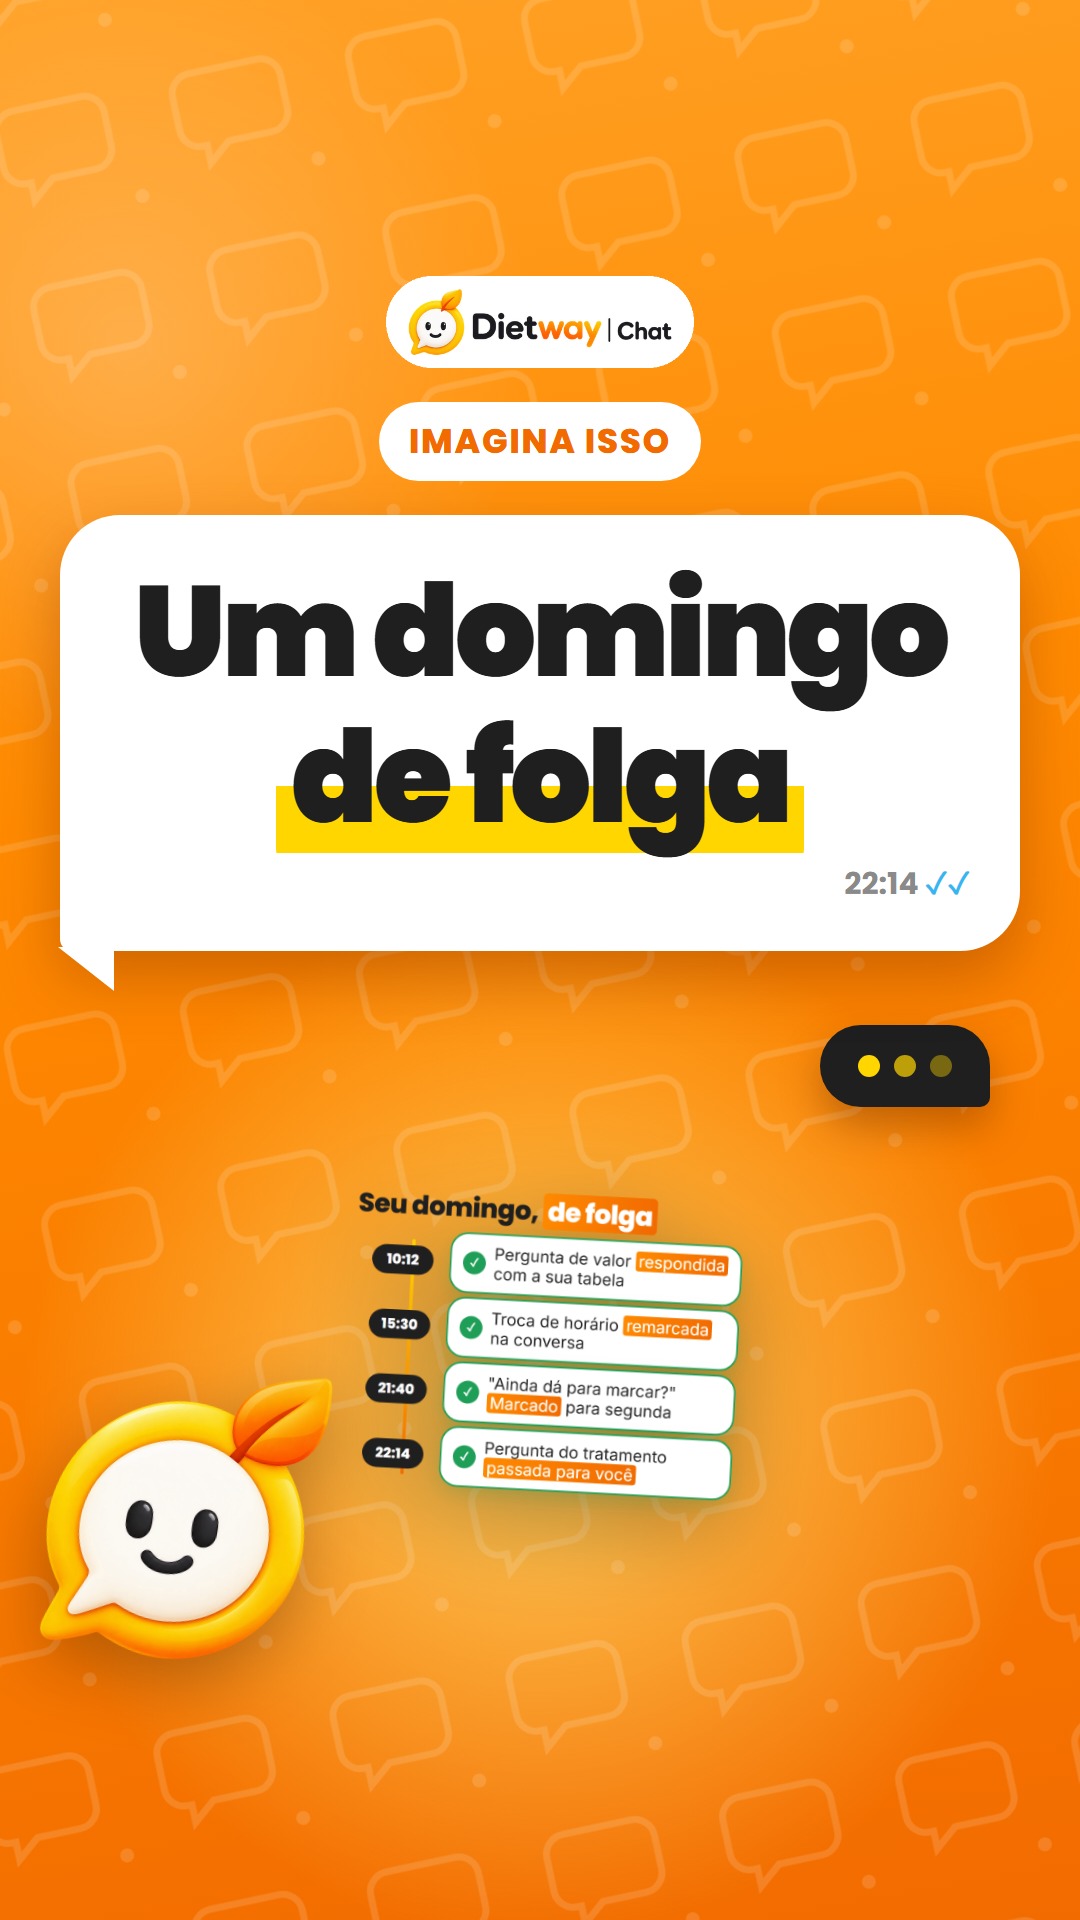 Dietway | Chat
IMAGINA ISSO
Um domingo
de folga
22:14 ✓✓
Seu domingo, de folga
10:12
Pergunta de valor respondida
com a sua tabela
15:30
Troca de horário remarcada
na conversa
21:40
"Ainda dá para marcar?"
Marcado para segunda
22:14
Pergunta do tratamento
passada para você